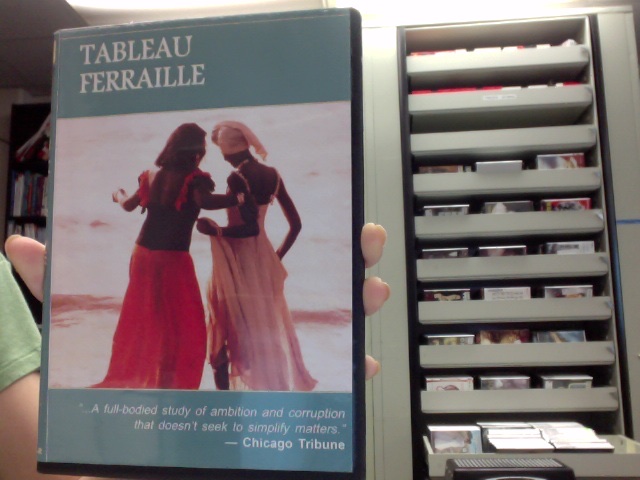 TABLEAU
FERRAILLE
"...A full-bodied study of ambition and corruption
that doesn't seek to simplify matters."
— Chicago Tribune